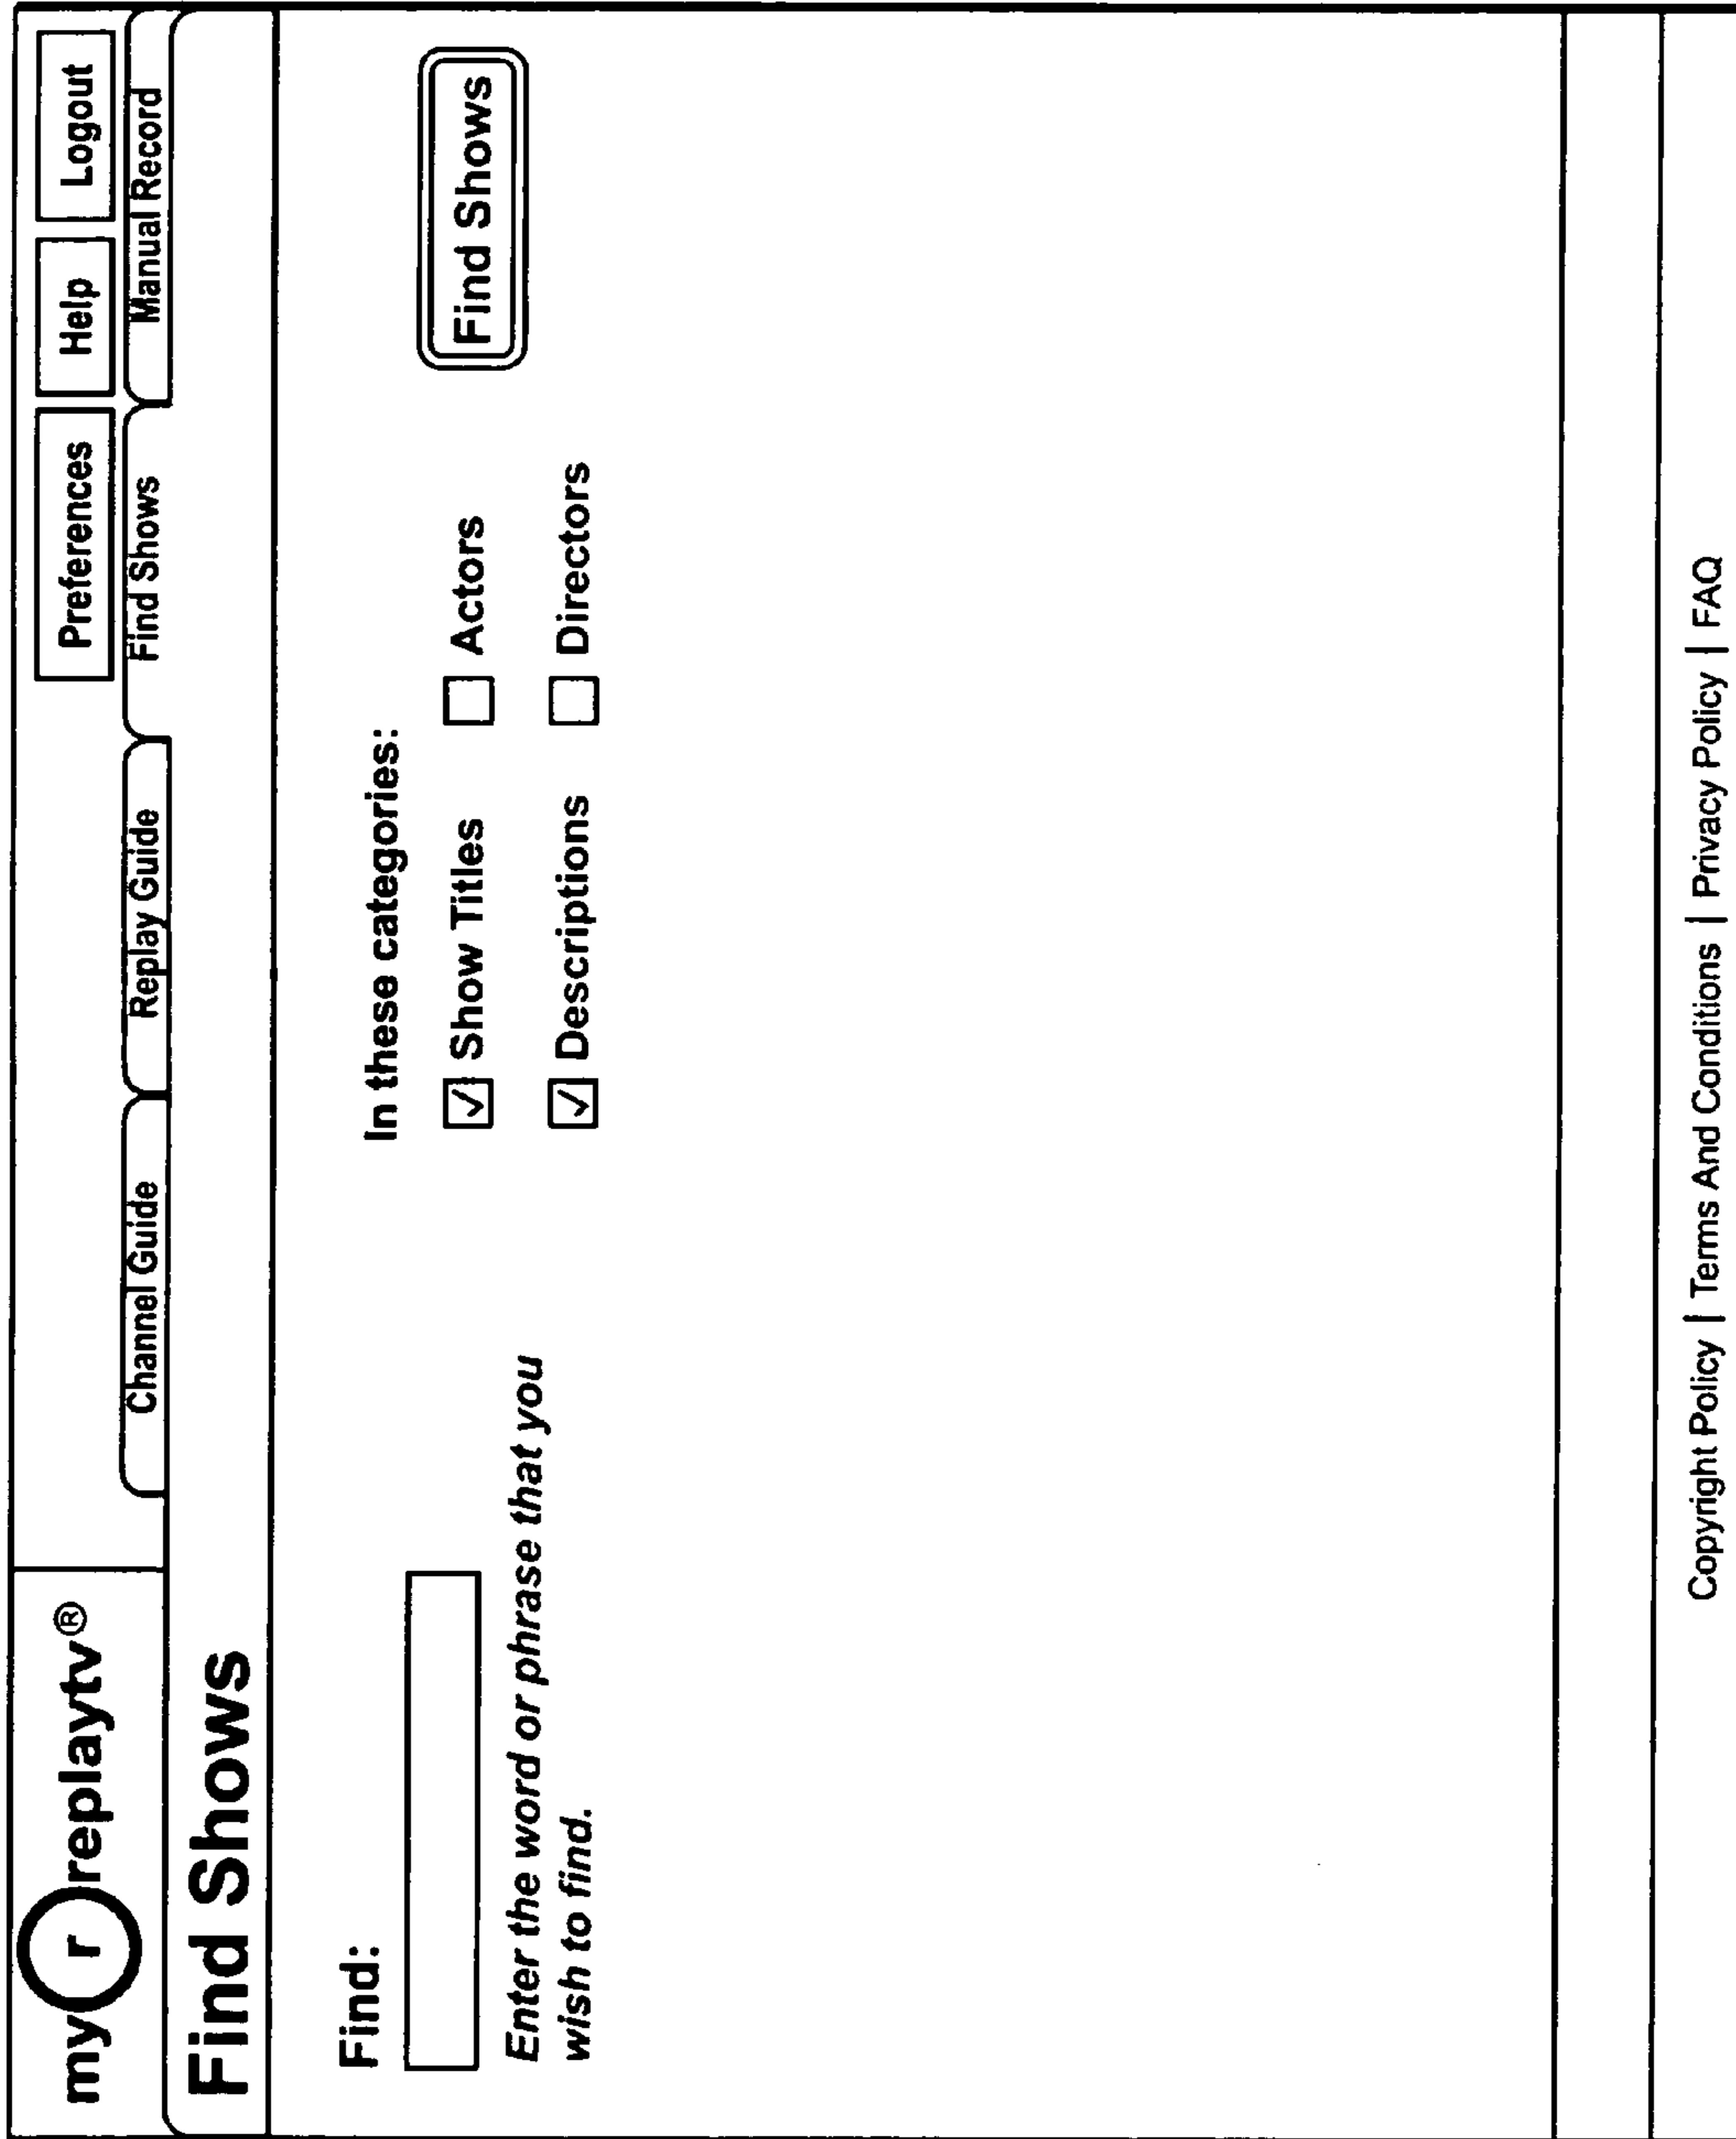 my r replaytv®
Preferences Help Logout
Channel Guide Replay Guide Find Shows Manual Record
Find Shows
Find:
Enter the word or phrase that you
wish to find.
In these categories:
✓ Show Titles Actors
✓ Descriptions Directors
Find Shows
Copyright Policy | Terms And Conditions | Privacy Policy | FAQ